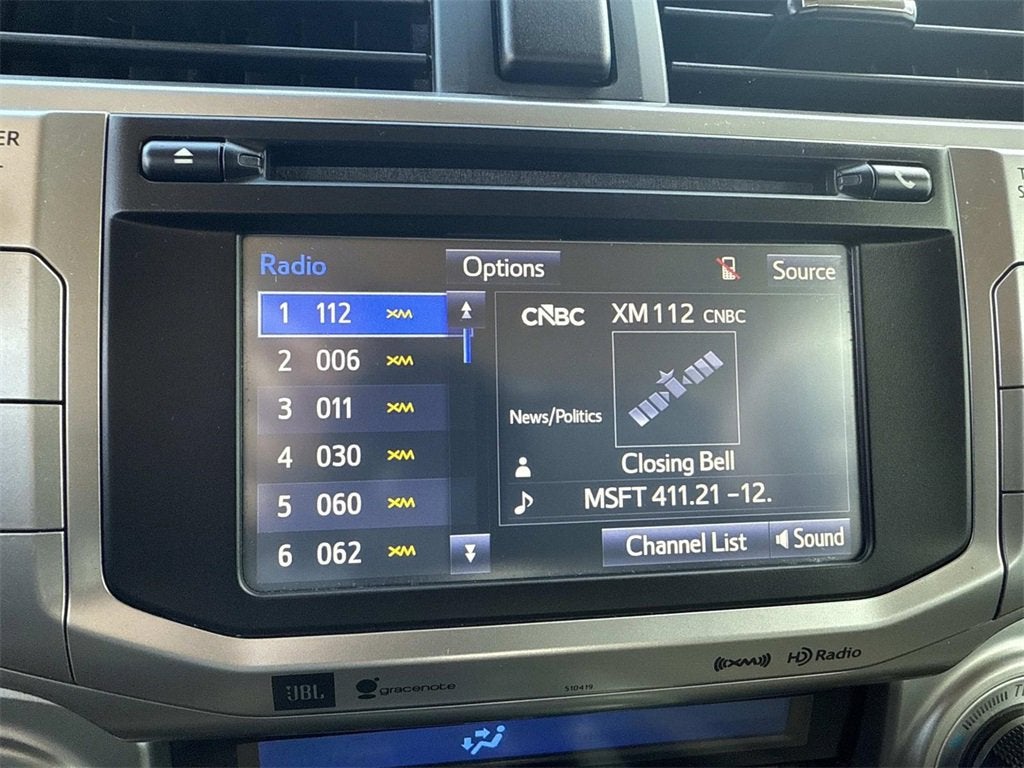 ER
Radio
Options
Source
1 112 XM
2 006 XM
3 011 XM
4 030 XM
5 060 XM
6 062 XM
CNBC XM 112 CNBC
News/Politics
Closing Bell
MSFT 411.21 -12.
Channel List
Sound
((XM)) HD Radio
JBL gracenote 510419